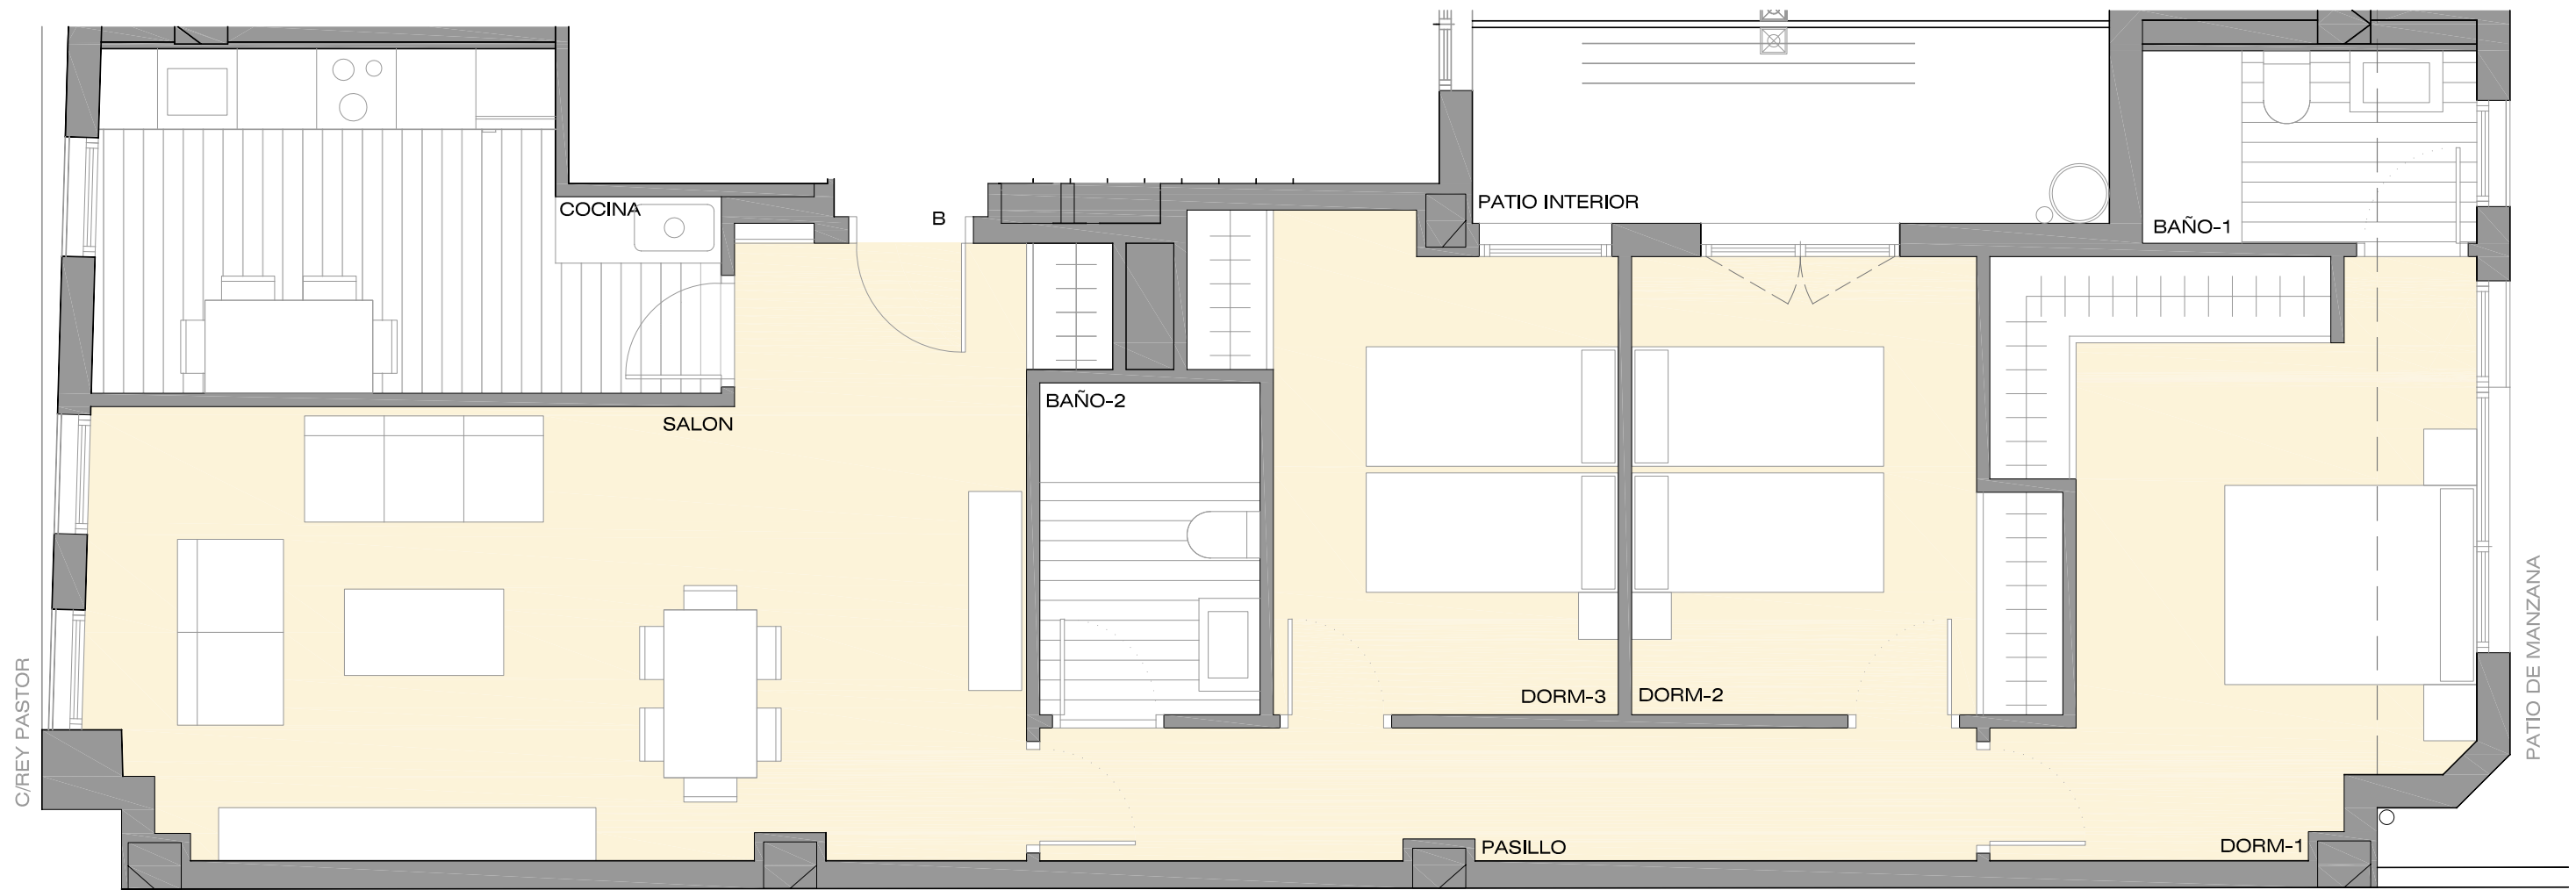 COCINA
B
PATIO INTERIOR
BAÑO-1
BAÑO-2
SALON
DORM-3
DORM-2
PASILLO
DORM-1
C/REY PASTOR
PATIO DE MANZANA